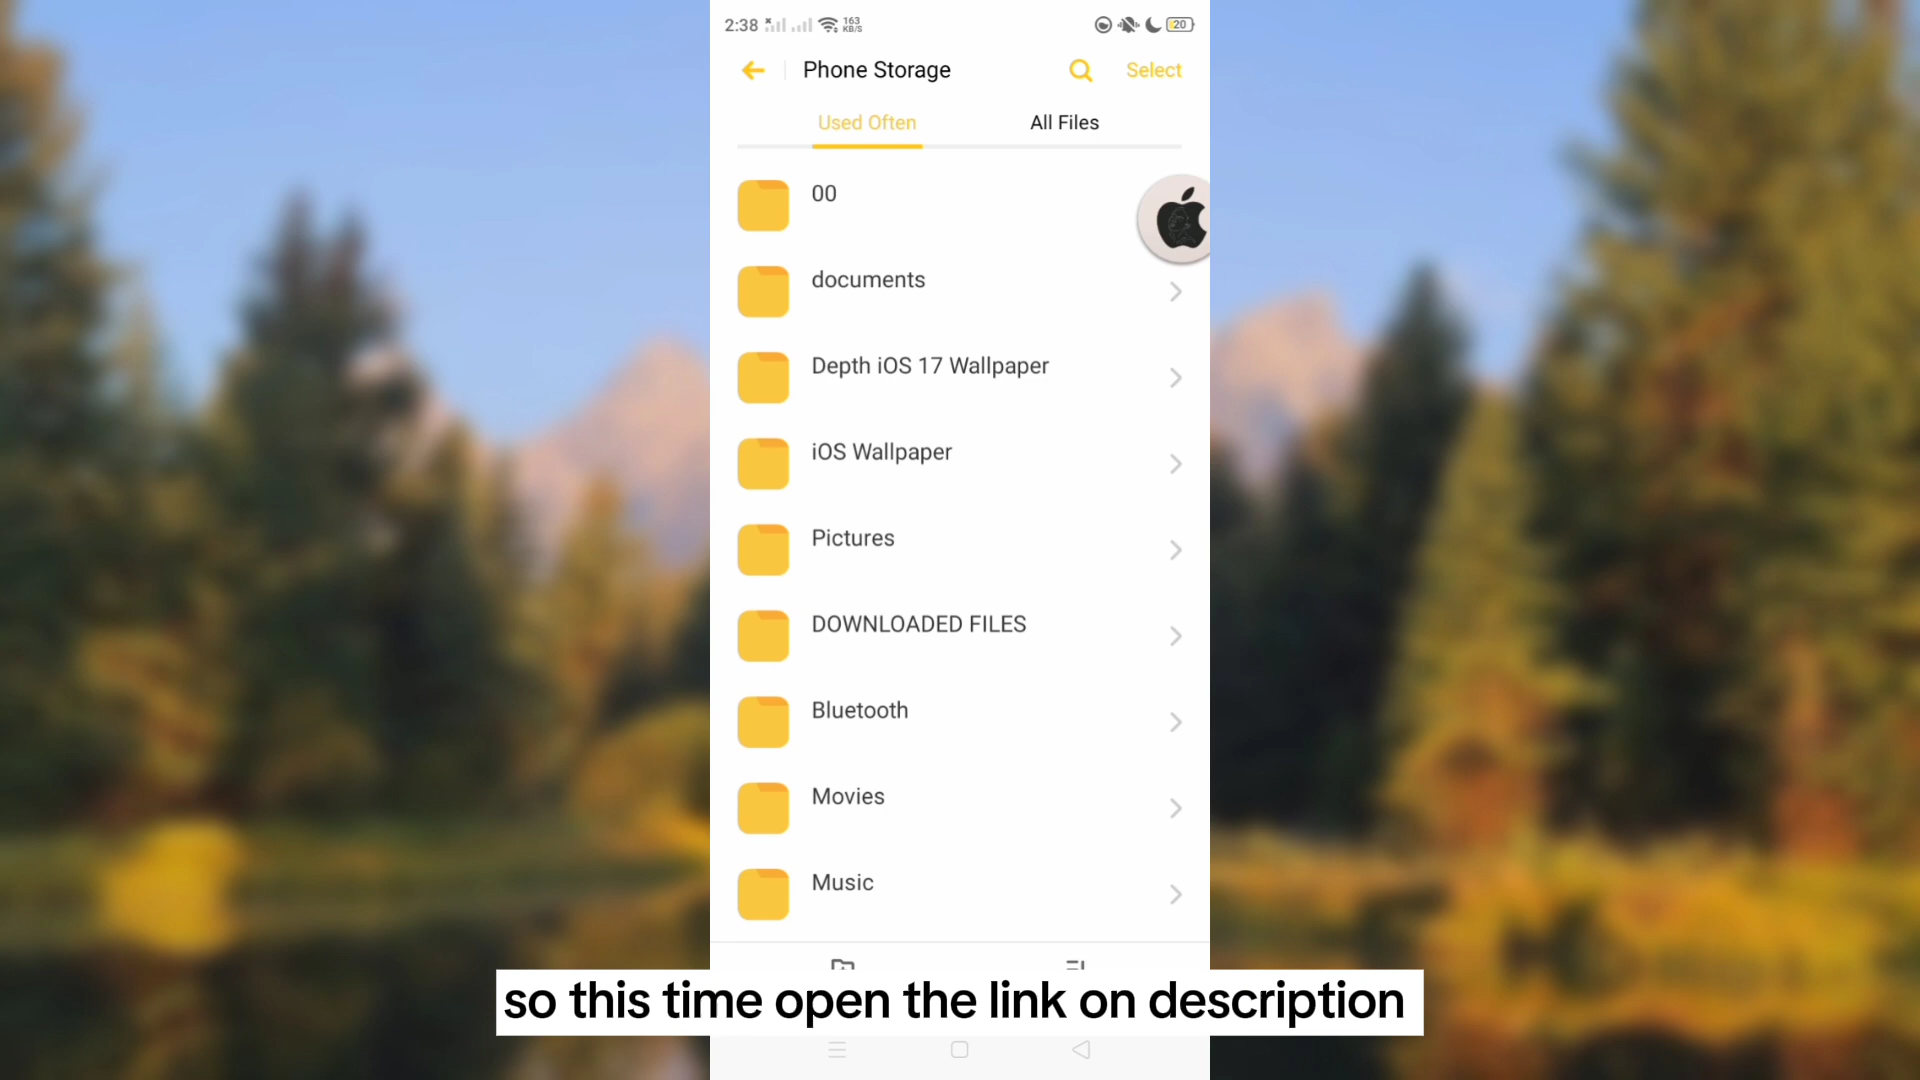 2:38 163 KB/S 20
Phone Storage Select
Used Often All Files
00
documents
Depth iOS 17 Wallpaper
iOS Wallpaper
Pictures
DOWNLOADED FILES
Bluetooth
Movies
Music
so this time open the link on description